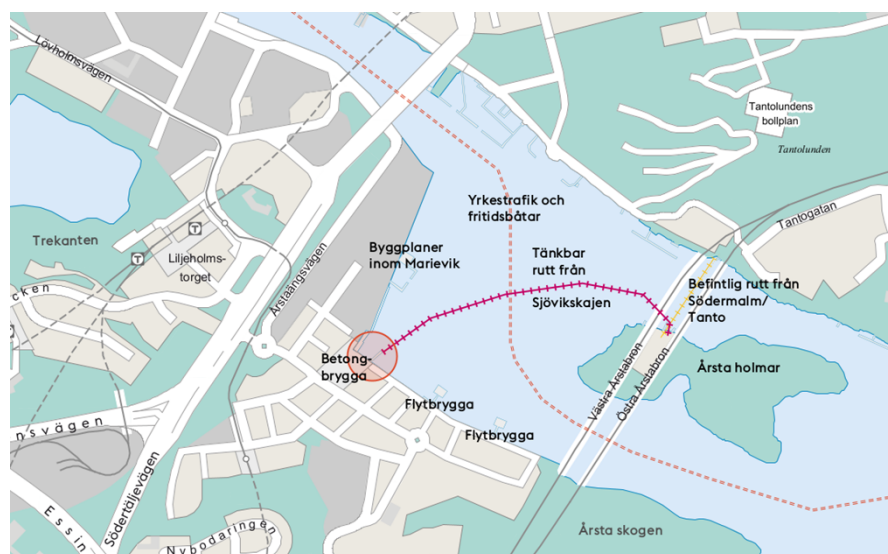 Lövholmsvägen
Tantolundens
bollplan
Tantolunden
Yrkestrafik och
fritidsbåtar
Tantogatan
Trekanten
T
T
Liljeholms-
torget
Årstaängsvägen
Byggplaner
inom Marievik
Tänkbar
rutt från
Sjövikskajen
Befintlig rutt från
Södermalm/
Tanto
cken
Betong-
brygga
Västra Årstabron
Östra Årstabron
Årsta holmar
Flytbrygga
Flytbrygga
nsvägen
Södertäljevägen
Essin
Nybodaringen
Årsta skogen